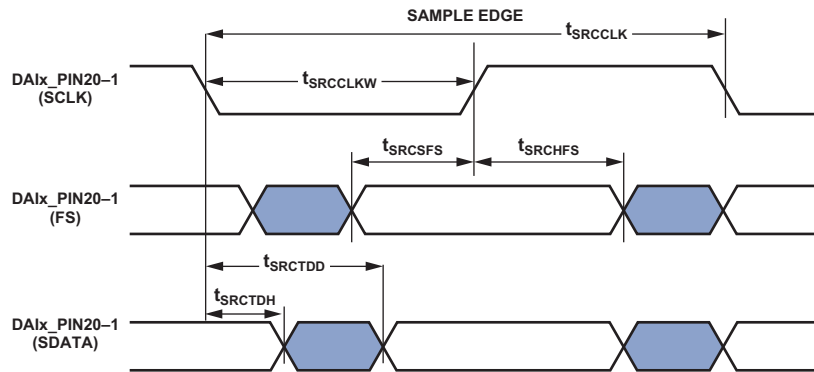 SAMPLE EDGE
tSRCCLK
DAIx_PIN20–1
(SCLK)
tSRCCLKW
tSRCSFS
tSRCHFS
DAIx_PIN20–1
(FS)
tSRCTDD
tSRCTDH
DAIx_PIN20–1
(SDATA)